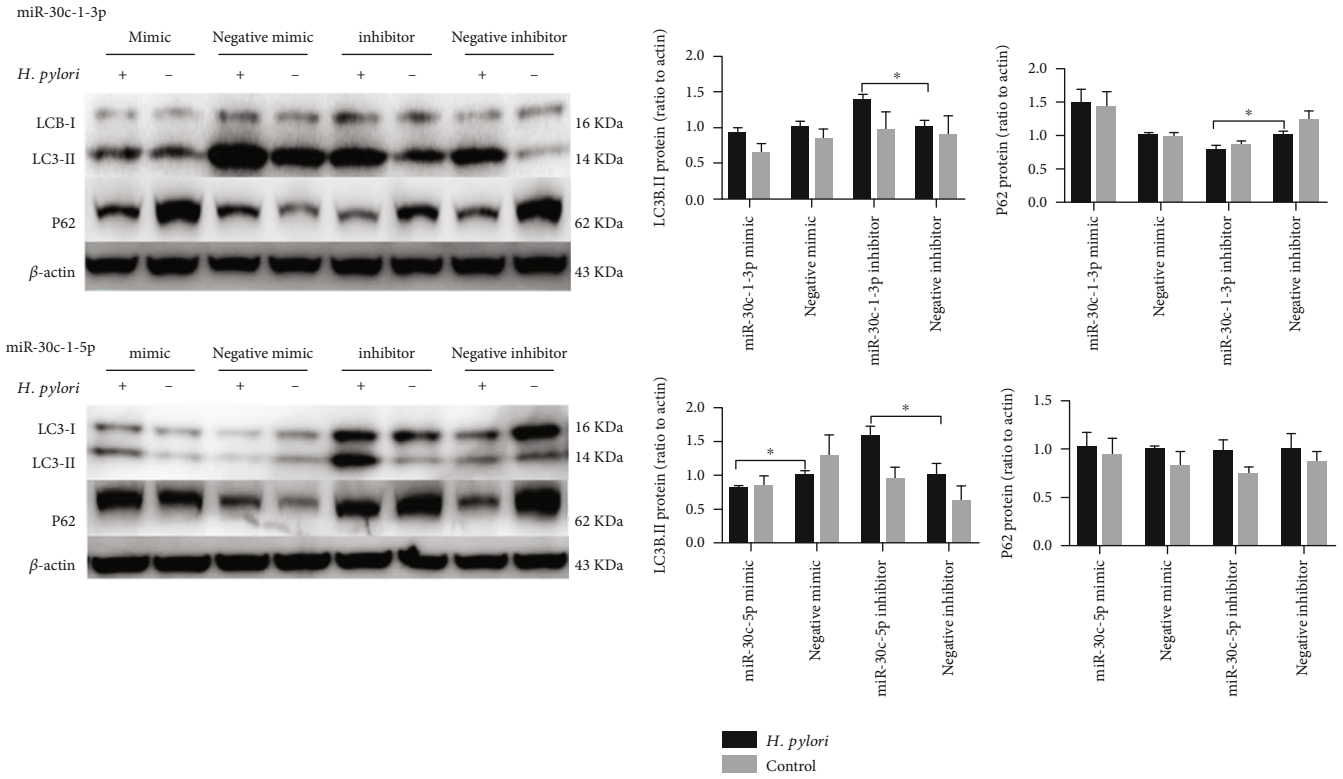 miR-30c-1-3p
Mimic Negative mimic inhibitor Negative inhibitor
H. pylori + − + − + − + −
LCB-I 16 KDa
LC3-II 14 KDa
P62 62 KDa
β-actin 43 KDa
LC3B.II protein (ratio to actin)
2.0
1.5
1.0
0.5
0.0
*
miR-30c-1-3p mimic
Negative mimic
miR-30c-1-3p inhibitor
Negative inhibitor
P62 protein (ratio to actin)
2.0
1.5
1.0
0.5
0.0
*
miR-30c-1-3p mimic
Negative mimic
miR-30c-1-3p inhibitor
Negative inhibitor
miR-30c-1-5p
mimic Negative mimic inhibitor Negative inhibitor
H. pylori + − + − + − + −
LC3-I 16 KDa
LC3-II 14 KDa
P62 62 KDa
β-actin 43 KDa
LC3B.II protein (ratio to actin)
2.0
1.5
1.0
0.5
0.0
*
*
miR-30c-5p mimic
Negative mimic
miR-30c-5p inhibitor
Negative inhibitor
P62 protein (ratio to actin)
1.5
1.0
0.5
0.0
miR-30c-5p mimic
Negative mimic
miR-30c-5p inhibitor
Negative inhibitor
H. pylori
Control